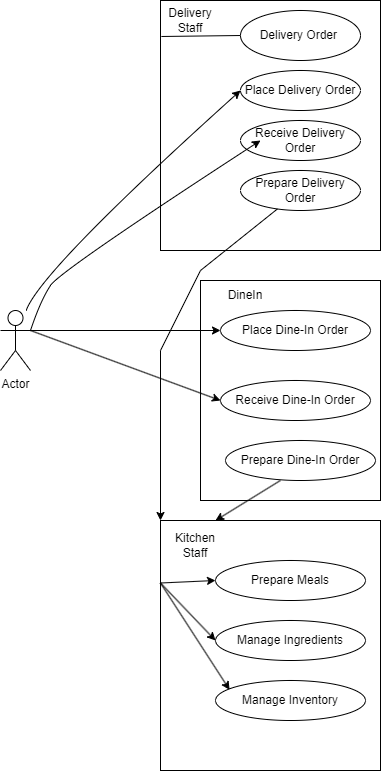 Delivery
Staff
Delivery Order
Place Delivery Order
Receive Delivery
Order
Prepare Delivery
Order
DineIn
Place Dine-In Order
Actor
Receive Dine-In Order
Prepare Dine-In Order
Kitchen
Staff
Prepare Meals
Manage Ingredients
Manage Inventory